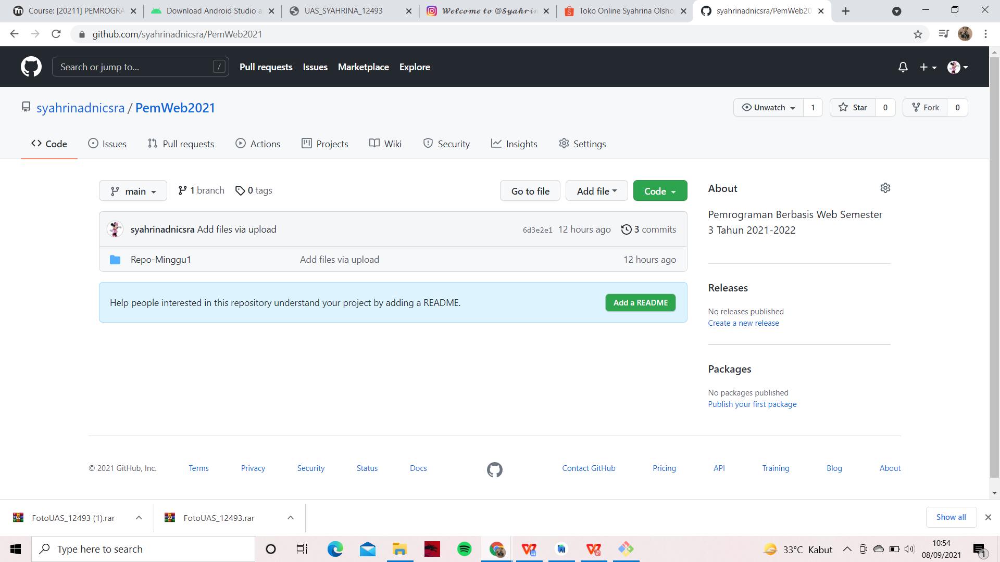 Course: [20211] PEMROGRA
Download Android Studio a
UAS_SYAHRINA_12493
𝓦𝓮𝓵𝓬𝓸𝓶𝓮 𝓽𝓸 @𝓢𝔂𝓪𝓱𝓻𝓲𝓷
Toko Online Syahrina Olsho
syahrinadnicsra/PemWeb20
github.com/syahrinadnicsra/PemWeb2021
Search or jump to...
/
Pull requests
Issues
Marketplace
Explore
syahrinadnicsra / PemWeb2021
Unwatch 1
Star 0
Fork 0
Code
Issues
Pull requests
Actions
Projects
Wiki
Security
Insights
Settings
main
1 branch
0 tags
Go to file
Add file
Code
syahrinadnicsra Add files via upload
6d3e2e1 12 hours ago
3 commits
Repo-Minggu1
Add files via upload
12 hours ago
Help people interested in this repository understand your project by adding a README.
Add a README
About
Pemrograman Berbasis Web Semester
3 Tahun 2021-2022
Releases
No releases published
Create a new release
Packages
No packages published
Publish your first package
© 2021 GitHub, Inc.
Terms
Privacy
Security
Status
Docs
Contact GitHub
Pricing
API
Training
Blog
About
FotoUAS_12493 (1).rar
FotoUAS_12493.rar
Show all
Type here to search
33°C Kabut
10:54
08/09/2021
1